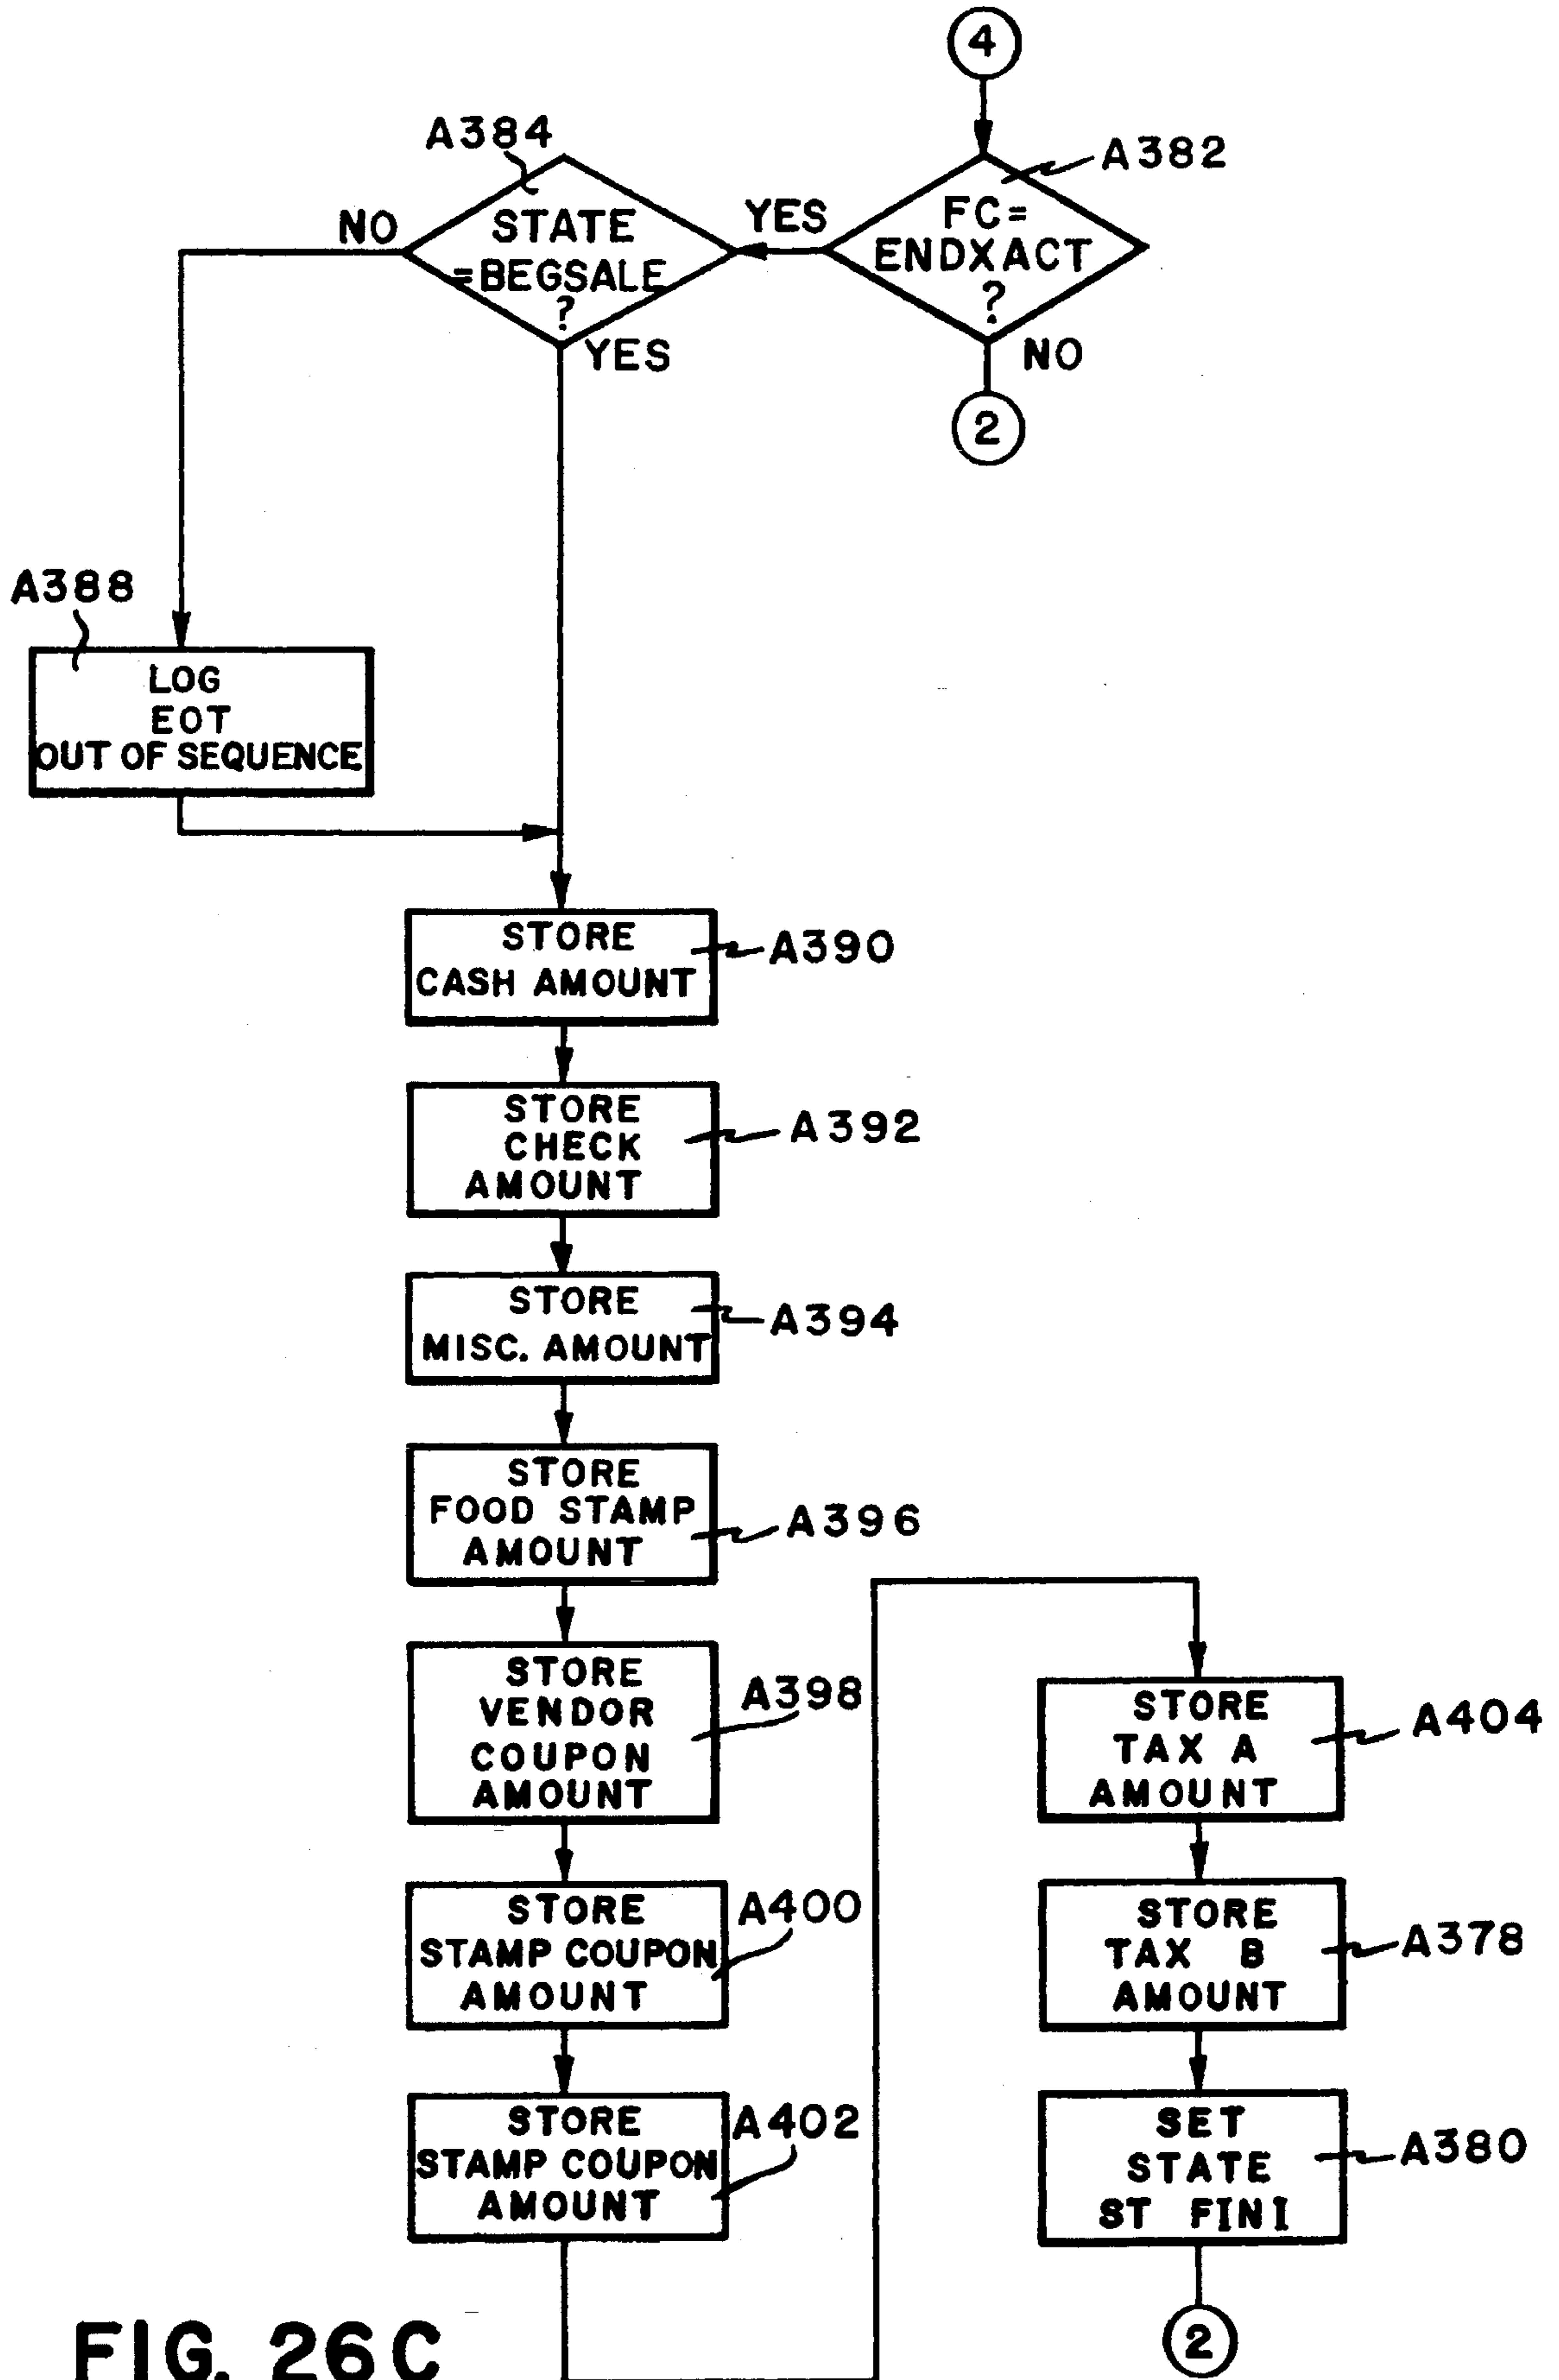 4
A384
A382
FC=
ENDXACT
?
YES
NO
STATE
=BEGSALE
?
YES
NO
2
A388
LOG
EOT
OUT OF SEQUENCE
STORE
CASH AMOUNT
A390
STORE
CHECK
AMOUNT
A392
STORE
MISC. AMOUNT
A394
STORE
FOOD STAMP
AMOUNT
A396
STORE
VENDOR
COUPON
AMOUNT
A398
STORE
STAMP COUPON
AMOUNT
A400
STORE
STAMP COUPON
AMOUNT
A402
STORE
TAX A
AMOUNT
A404
STORE
TAX B
AMOUNT
A378
SET
STATE
ST FINI
A380
2
FIG. 26C